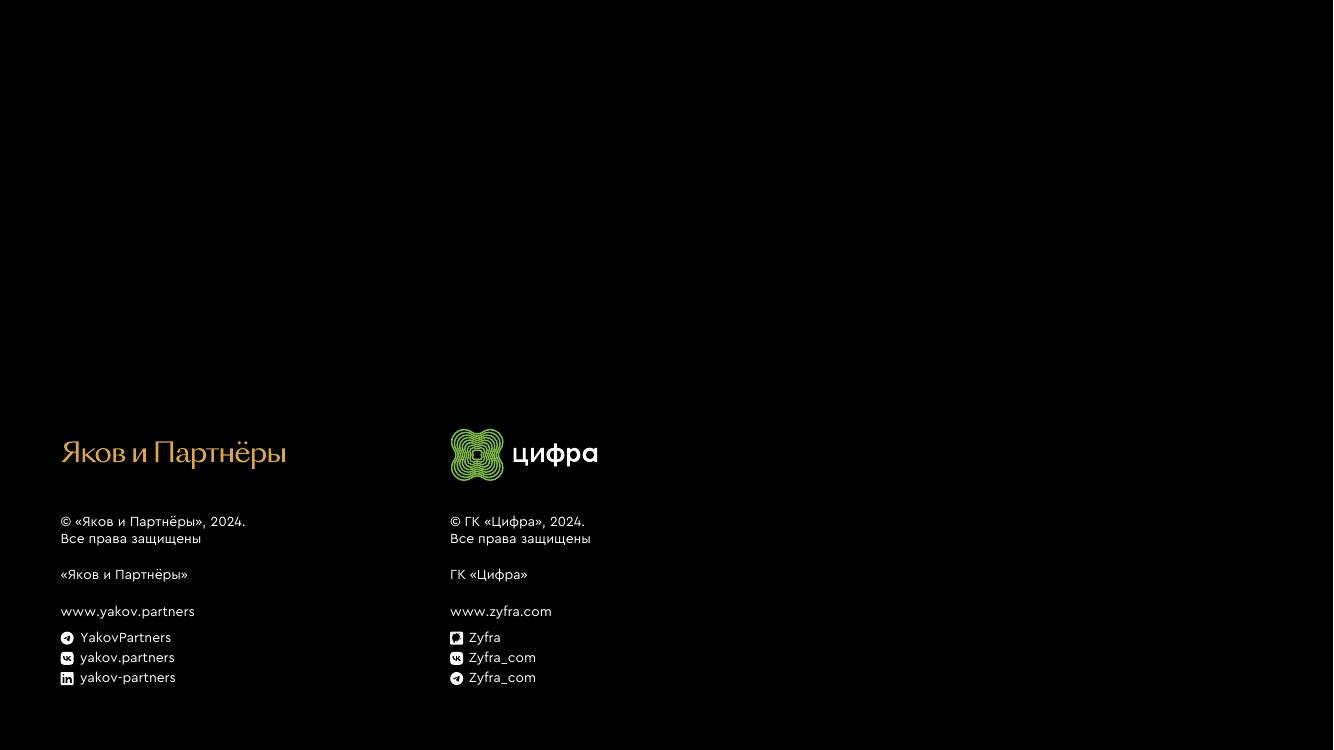 Яков и Партнёры
© «Яков и Партнёры», 2024.
Все права защищены
«Яков и Партнёры»
www.yakov.partners
YakovPartners
yakov.partners
yakov-partners
цифра
© ГК «Цифра», 2024.
Все права защищены
ГК «Цифра»
www.zyfra.com
Zyfra
Zyfra_com
Zyfra_com